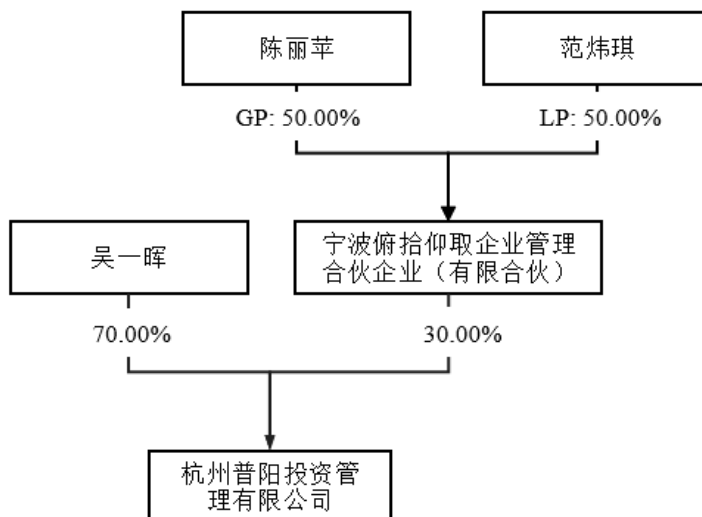 陈丽苹
范炜琪
GP: 50.00%
LP: 50.00%
吴一晖
宁波俯拾仰取企业管理
合伙企业（有限合伙）
70.00%
30.00%
杭州普阳投资管
理有限公司